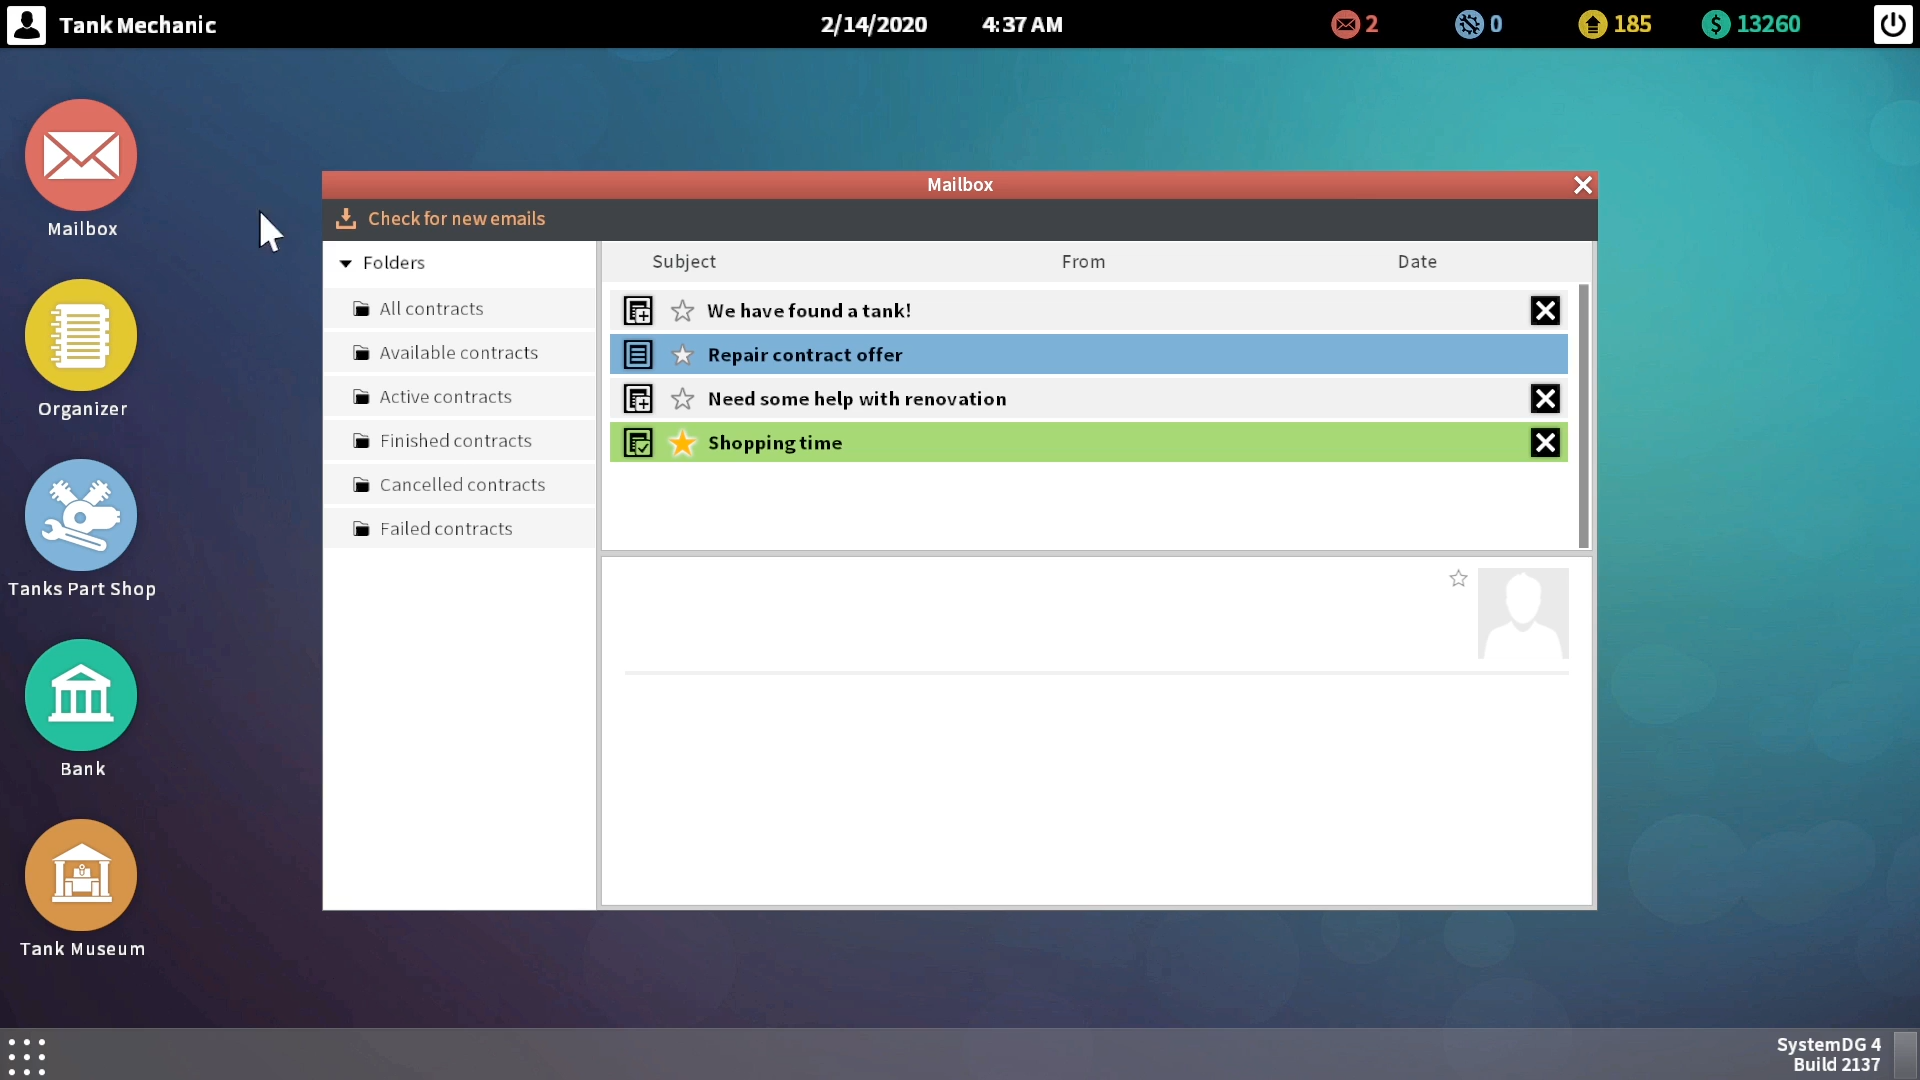 Tank Mechanic
2/14/2020 4:37 AM
2 0 185 13260
Mailbox
Organizer
Tanks Part Shop
Bank
Tank Museum
Mailbox
Check for new emails
Folders
All contracts
Available contracts
Active contracts
Finished contracts
Cancelled contracts
Failed contracts
Subject From Date
We have found a tank!
Repair contract offer
Need some help with renovation
Shopping time
SystemDG 4
Build 2137